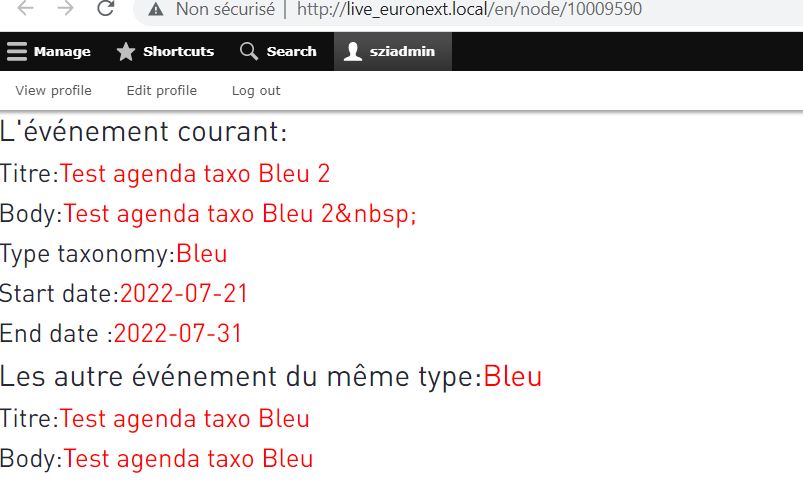 Non sécurisé | http://live_euronext.local/en/node/10009590
Manage Shortcuts Search sziadmin
View profile Edit profile Log out
L'événement courant:
Titre:Test agenda taxo Bleu 2
Body:Test agenda taxo Bleu 2&nbsp;
Type taxonomy:Bleu
Start date:2022-07-21
End date :2022-07-31
Les autre événement du même type:Bleu
Titre:Test agenda taxo Bleu
Body:Test agenda taxo Bleu